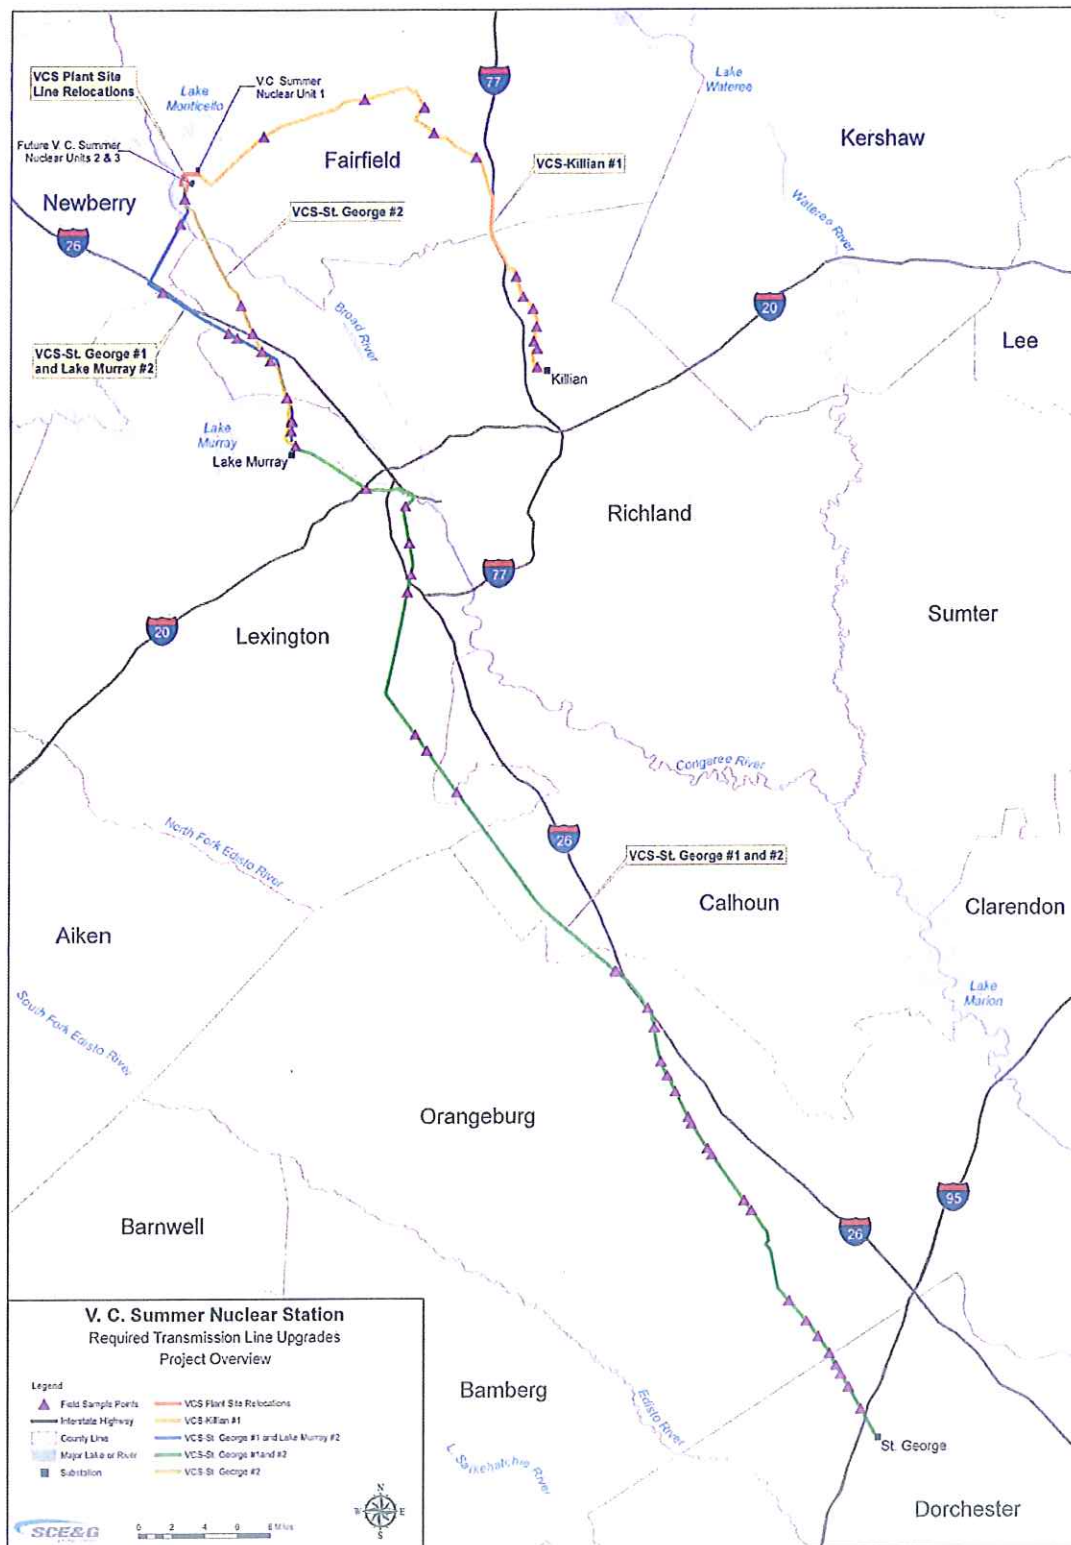 77
Lake
Wateree
VCS Plant Site
Line Relocations
Lake
Monticello
V.C. Summer
Nuclear Unit 1
Kershaw
Future V. C. Summer
Nuclear Units 2 & 3
Fairfield
VCS-Killian #1
Newberry
VCS-St. George #2
Wateree River
26
20
Broad River
Lee
VCS-St. George #1
and Lake Murray #2
Killian
Lake
Murray
Lake Murray
Richland
77
20
Lexington
Sumter
Congaree River
North Fork Edisto River
26
VCS-St. George #1 and #2
Calhoun
Clarendon
Aiken
Lake
Marion
South Fork Edisto River
Orangeburg
95
Barnwell
26
Bamberg
Edisto River
St. George
L. Salkehatchie River
Dorchester
V. C. Summer Nuclear Station
Required Transmission Line Upgrades
Project Overview
Legend
Field Sample Points
Interstate Highway
County Line
Major Lake or River
Substation
VCS Plant Site Relocations
VCS-Killian #1
VCS-St. George #1 and Lake Murray #2
VCS-St. George #1and #2
VCS-St. George #2
N
W E
S
SCE&G
0 2 4 6 8 Miles